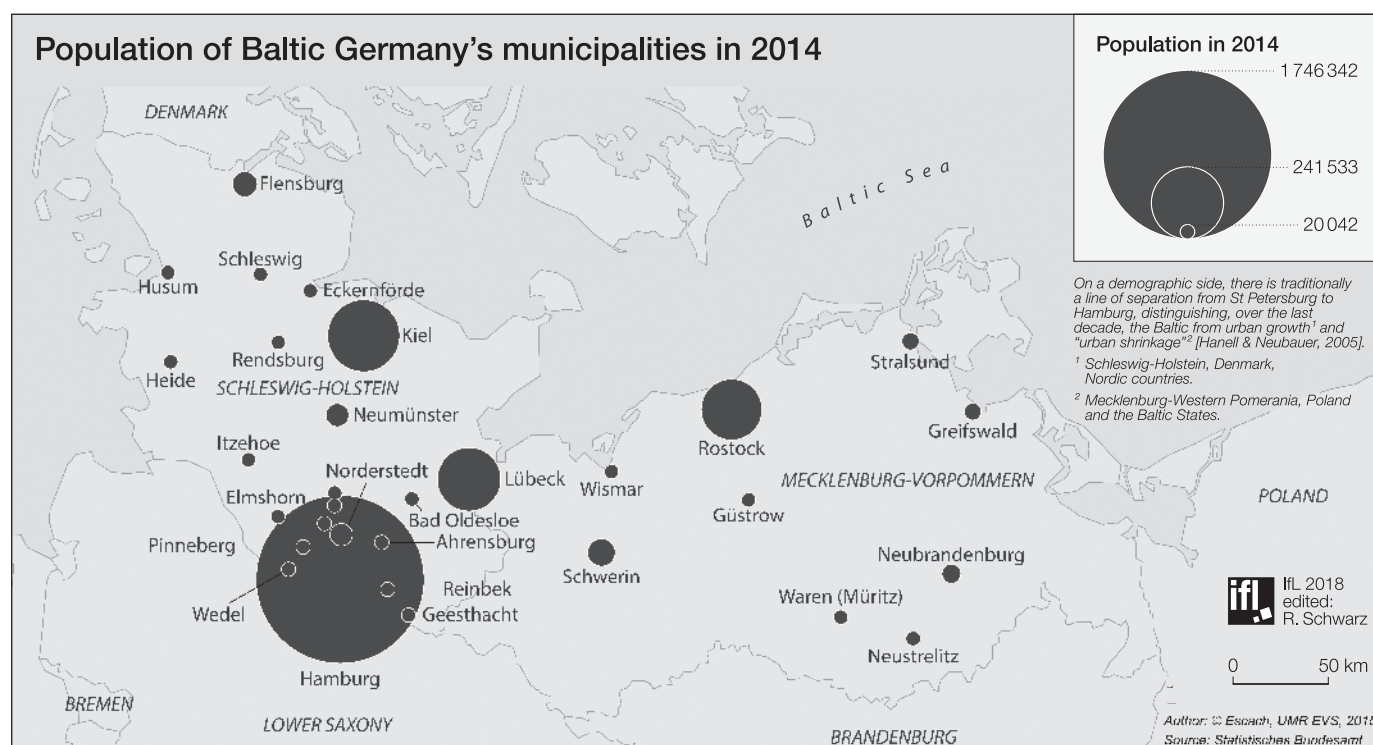 Population of Baltic Germany's municipalities in 2014
Population in 2014
1 746 342
241 533
20 042
DENMARK
Flensburg
Baltic Sea
Schleswig
Husum
Eckernförde
Kiel
Rendsburg
Heide
SCHLESWIG-HOLSTEIN
Neumünster
Stralsund
Greifswald
Itzehoe
Norderstedt
Rostock
Elmshorn
Lübeck
Wismar
MECKLENBURG-VORPOMMERN
POLAND
Bad Oldesloe
Güstrow
Pinneberg
Ahrensburg
Schwerin
Neubrandenburg
Reinbek
Wedel
Geesthacht
Waren (Müritz)
Neustrelitz
Hamburg
BREMEN
LOWER SAXONY
BRANDENBURG
On a demographic side, there is traditionally
a line of separation from St Petersburg to
Hamburg, distinguishing, over the last
decade, the Baltic from urban growth¹ and
"urban shrinkage"² [Hanell & Neubauer, 2005].
¹ Schleswig-Holstein, Denmark,
Nordic countries.
² Mecklenburg-Western Pomerania, Poland
and the Baltic States.
ifl
IfL 2018
edited:
R. Schwarz
0 50 km
Author: © Escach, UMR EVS, 2015
Source: Statistisches Bundesamt